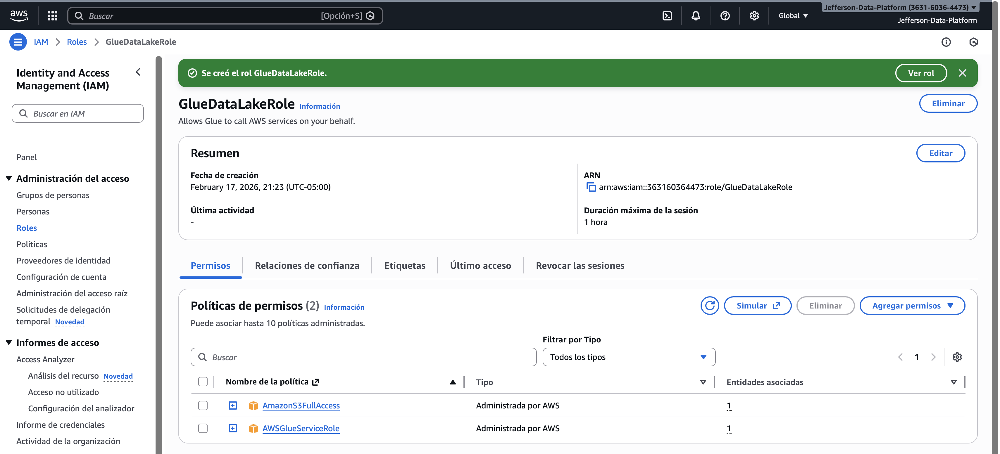 aws
Buscar
[Opción+S]
Global
Jefferson-Data-Platform (3631-6036-4473)
Jefferson-Data-Platform
IAM
Roles
GlueDataLakeRole
Identity and Access
Management (IAM)
Buscar en IAM
Panel
Administración del acceso
Grupos de personas
Personas
Roles
Políticas
Proveedores de identidad
Configuración de cuenta
Administración del acceso raíz
Solicitudes de delegación
temporal Novedad
Informes de acceso
Access Analyzer
Análisis del recurso Novedad
Acceso no utilizado
Configuración del analizador
Informe de credenciales
Actividad de la organización
Se creó el rol GlueDataLakeRole.
Ver rol
GlueDataLakeRole Información
Eliminar
Allows Glue to call AWS services on your behalf.
Resumen
Editar
Fecha de creación
February 17, 2026, 21:23 (UTC-05:00)
ARN
arn:aws:iam::363160364473:role/GlueDataLakeRole
Última actividad
-
Duración máxima de la sesión
1 hora
Permisos
Relaciones de confianza
Etiquetas
Último acceso
Revocar las sesiones
Políticas de permisos (2) Información
Simular
Eliminar
Agregar permisos
Puede asociar hasta 10 políticas administradas.
Filtrar por Tipo
Buscar
Todos los tipos
1
Nombre de la política
Tipo
Entidades asociadas
AmazonS3FullAccess
Administrada por AWS
1
AWSGlueServiceRole
Administrada por AWS
1